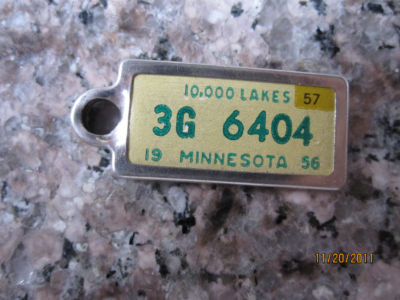 10,000 LAKES 57
3G 6404
19 MINNESOTA 56
11/20/2011